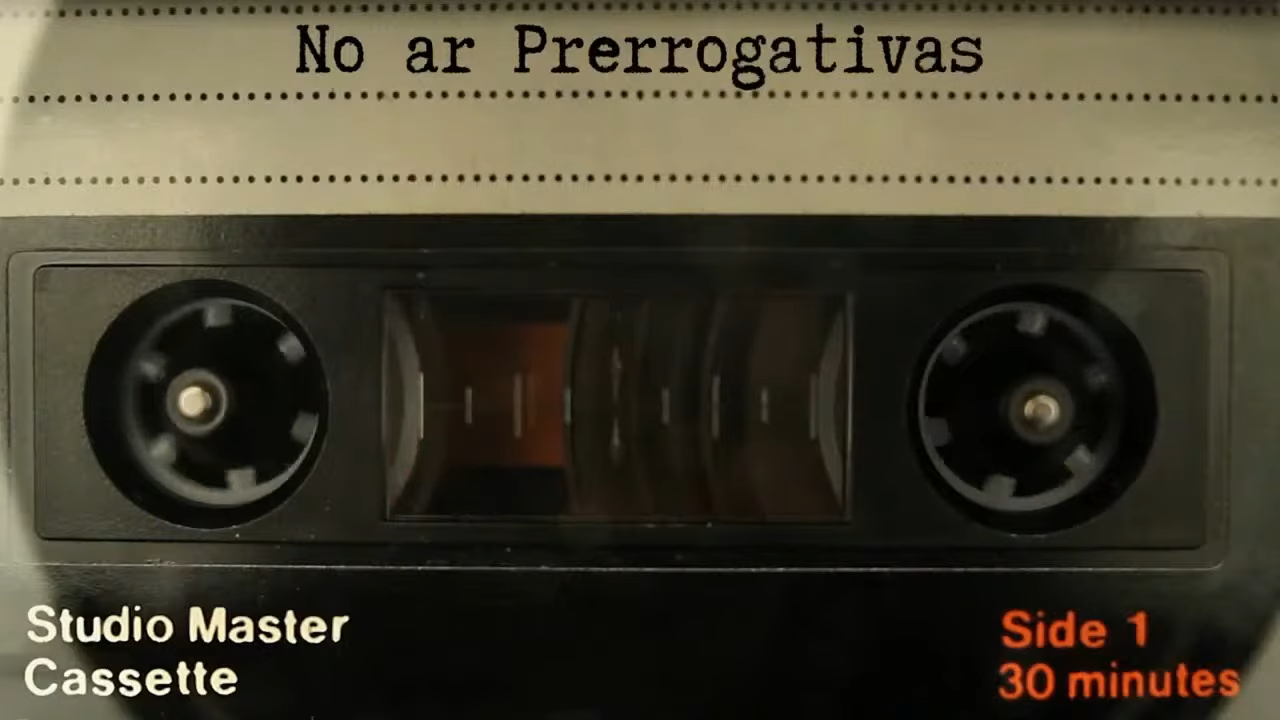 No ar Prerrogativas
Studio Master
Cassette
Side 1
30 minutes